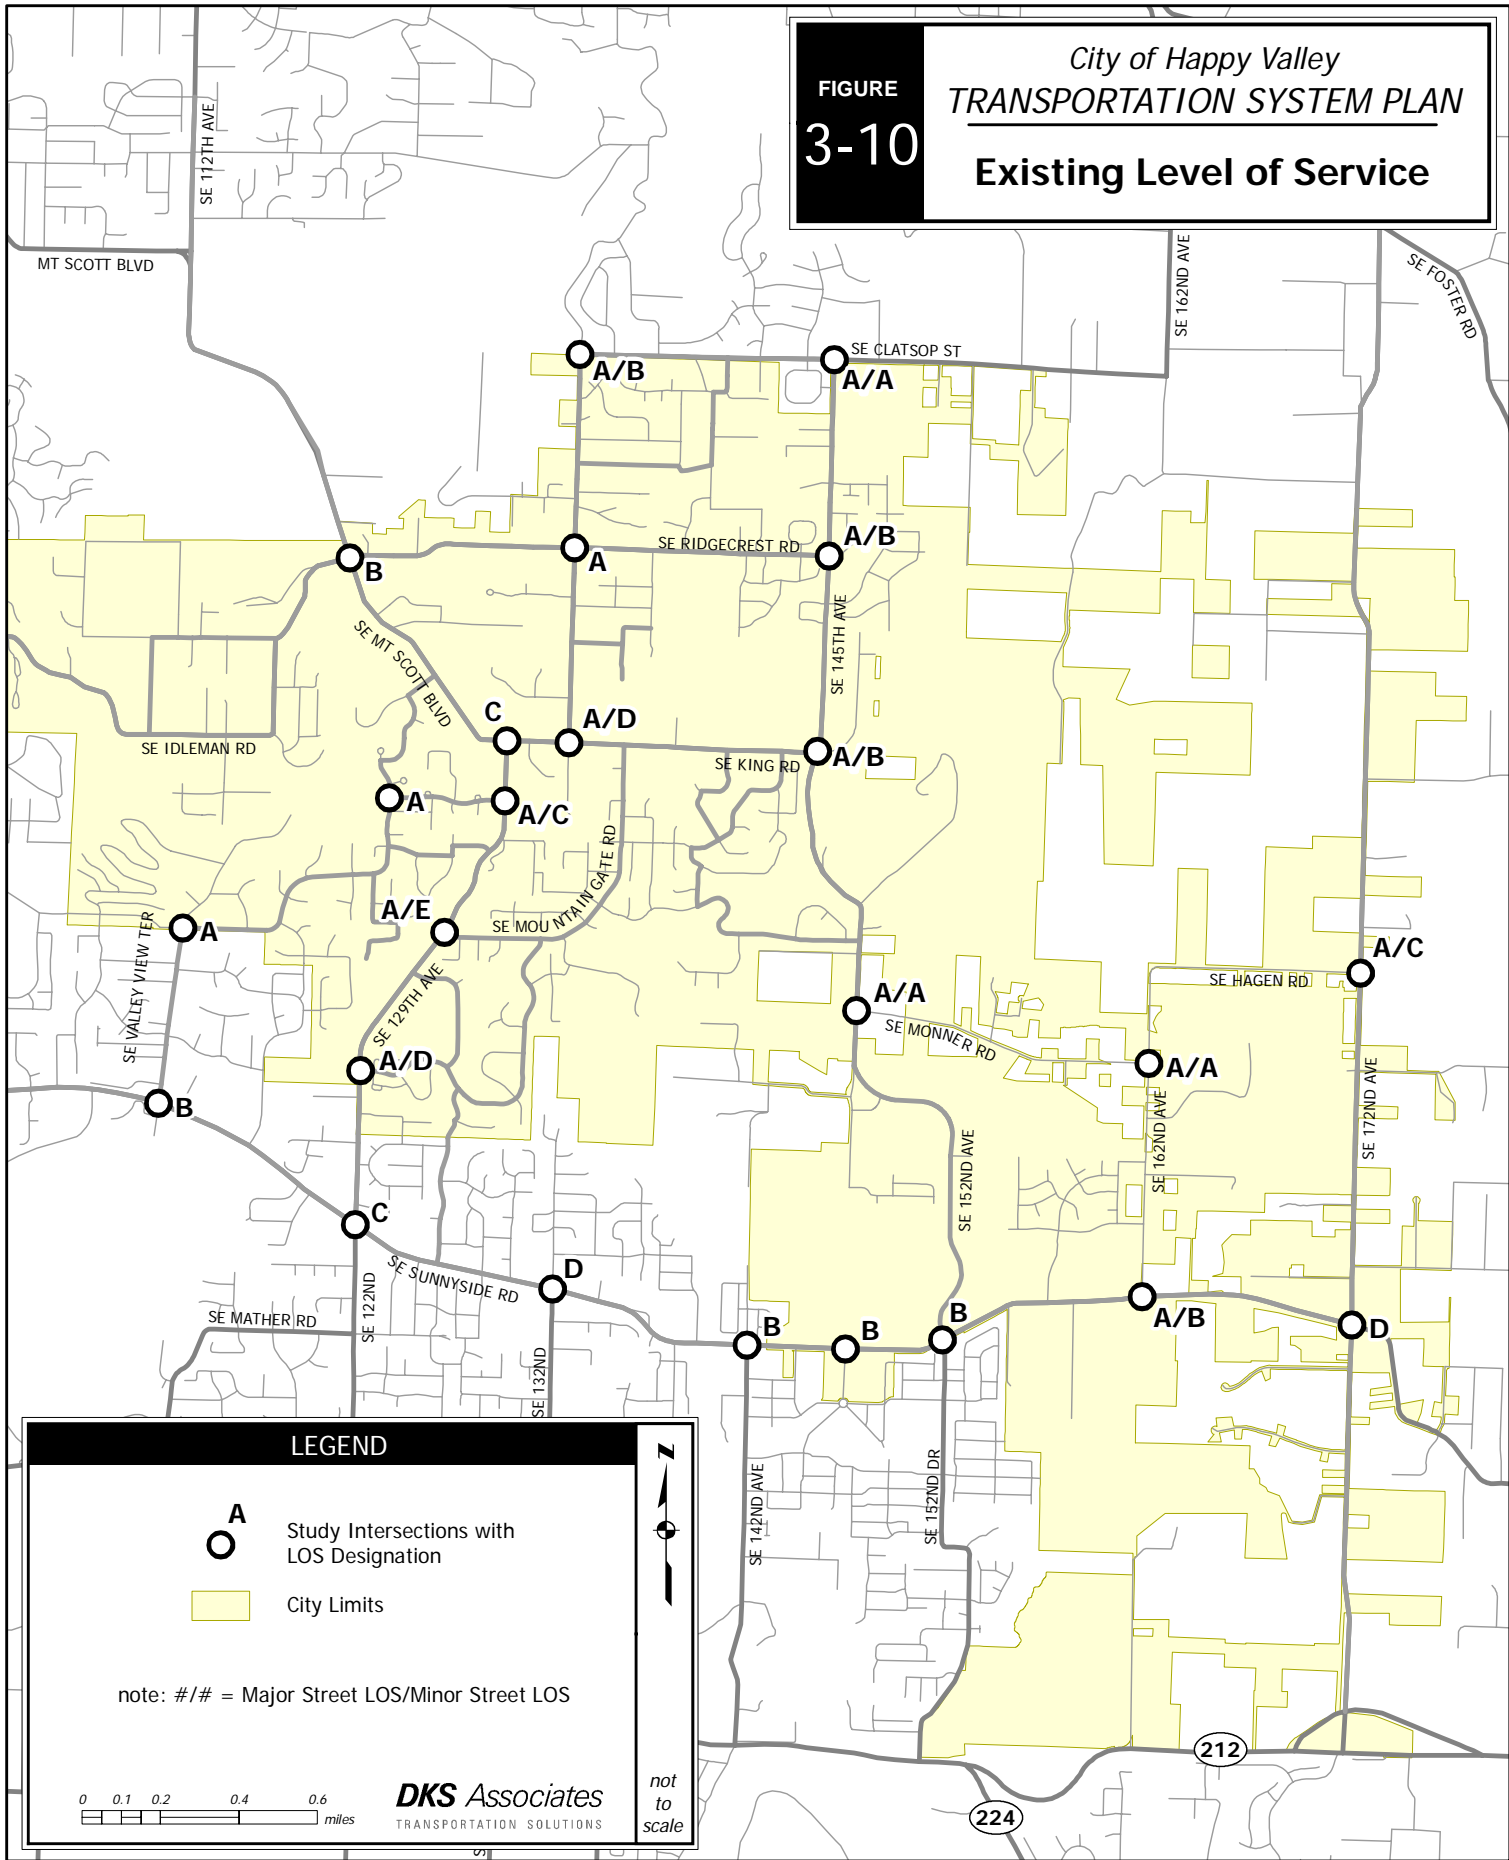 FIGURE
3-10
City of Happy Valley
TRANSPORTATION SYSTEM PLAN
Existing Level of Service
SE 112TH AVE
MT SCOTT BLVD
SE 162ND AVE
SE FOSTER RD
SE CLATSOP ST
A/B
A/A
SE RIDGECREST RD
B
A
A/B
SE MT SCOTT BLVD
SE 145TH AVE
SE IDLEMAN RD
C
A/D
SE KING RD
A/B
A
A/C
SE MOUNTAIN GATE RD
A/E
A
SE VALLEY VIEW TER
SE 129TH AVE
A/C
SE HAGEN RD
A/A
SE MONNER RD
A/D
A/A
B
SE 172ND AVE
SE 162ND AVE
SE 152ND AVE
C
SE SUNNYSIDE RD
D
SE MATHER RD
SE 122ND
SE 132ND
B
B
B
A/B
D
SE 142ND AVE
SE 152ND DR
212
224
LEGEND
A
Study Intersections with
LOS Designation
City Limits
note: #/# = Major Street LOS/Minor Street LOS
0 0.1 0.2 0.4 0.6
miles
DKS Associates
TRANSPORTATION SOLUTIONS
Z
not
to
scale
S